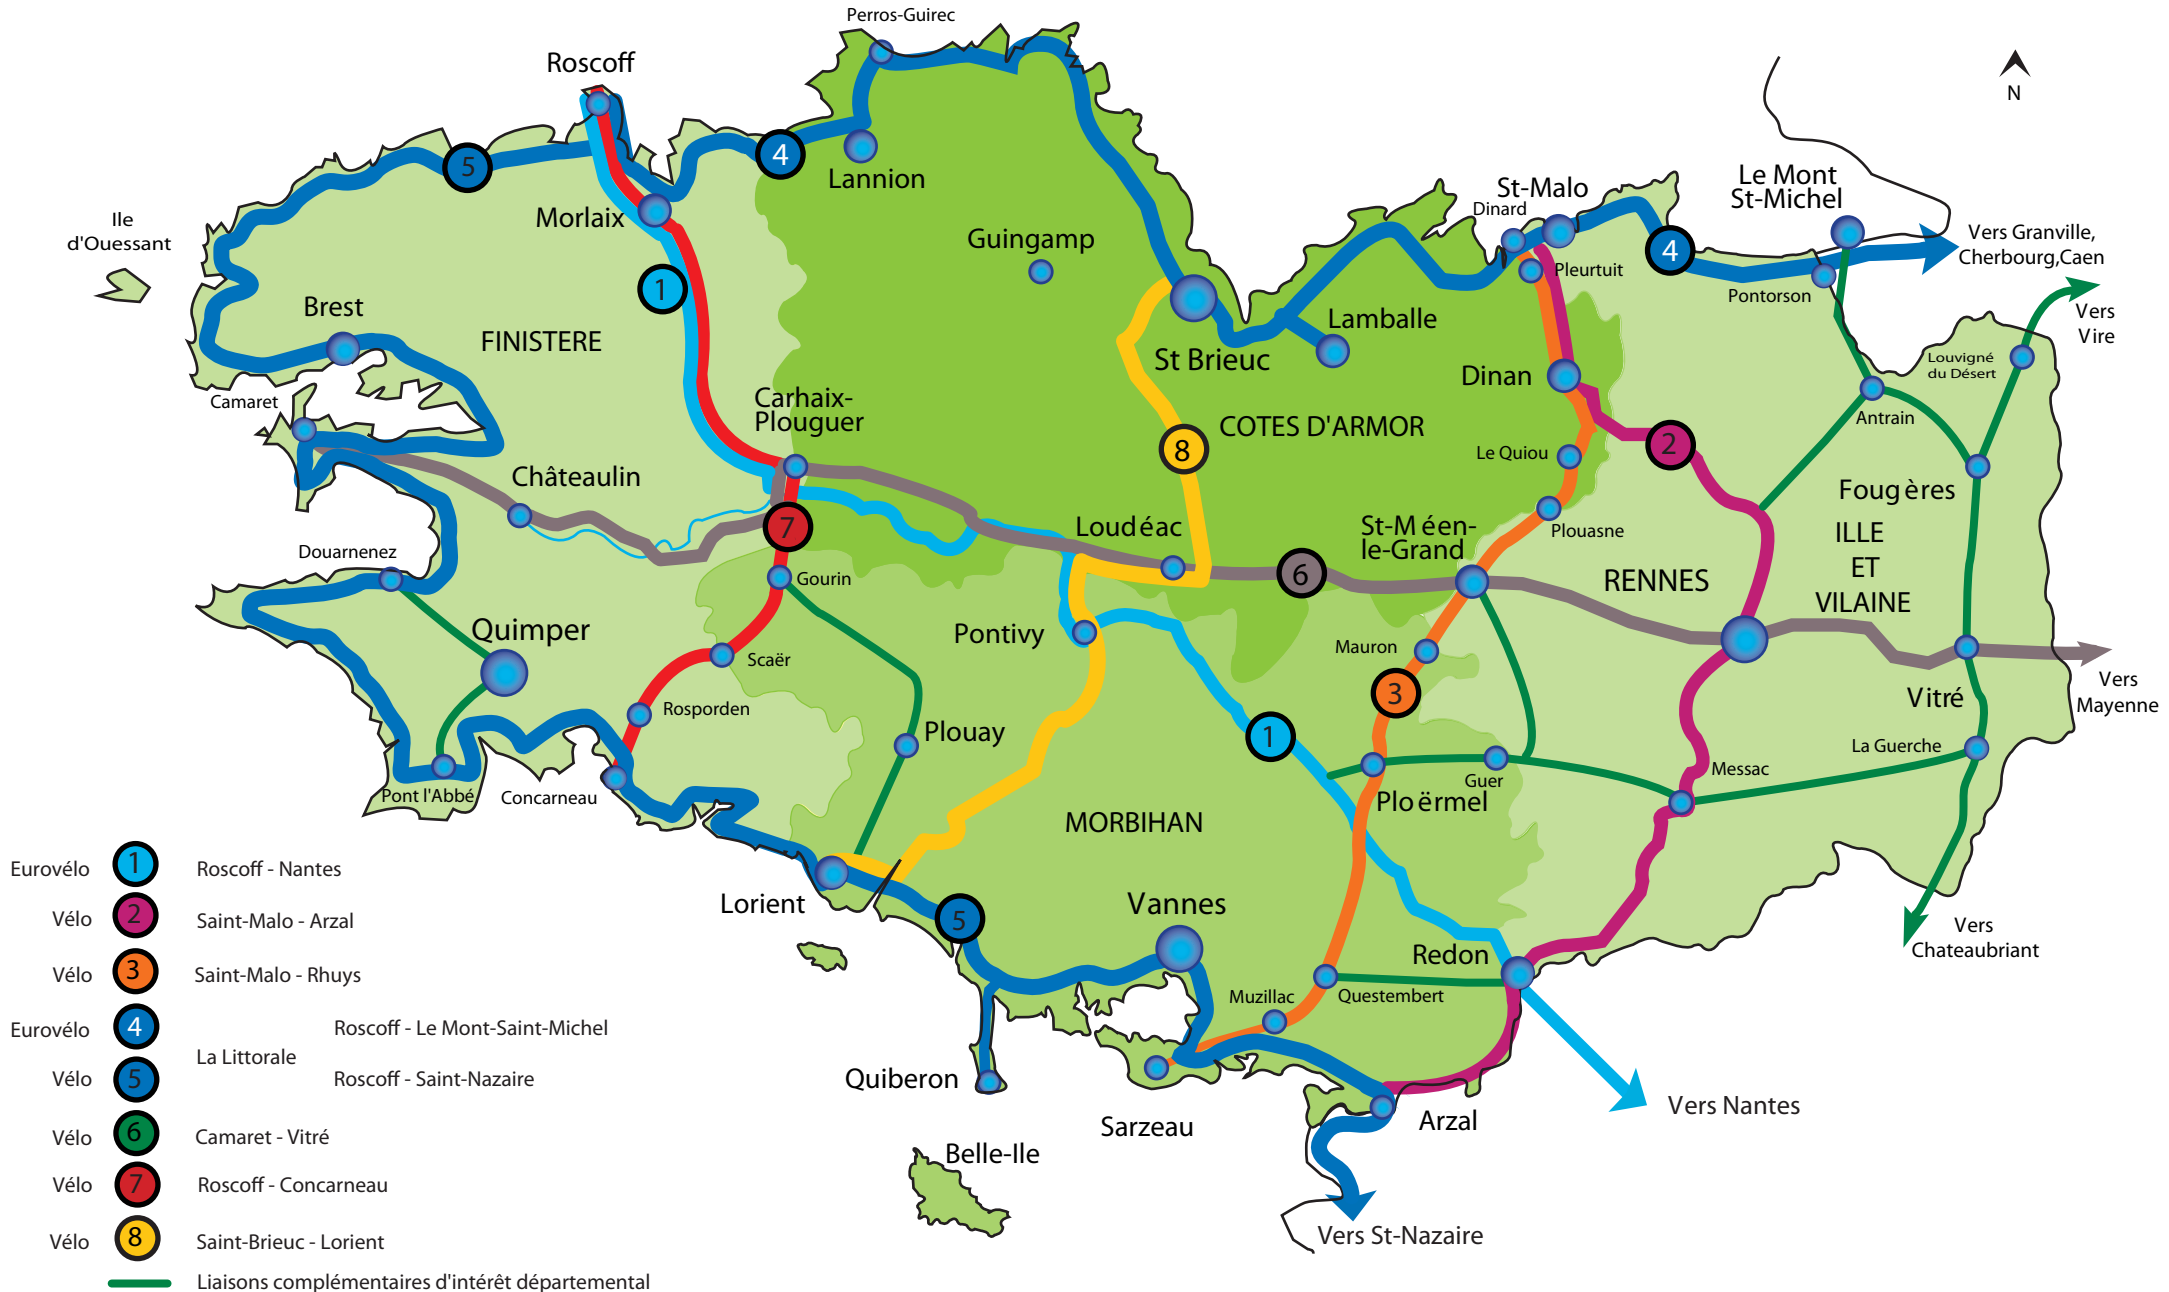 Perros-Guirec
Roscoff
N
5
4
Lannion
Morlaix
St-Malo
Dinard
Le Mont
St-Michel
Ile
d'Ouessant
Guingamp
4
Vers Granville,
Cherbourg,Caen
Pleurtuit
Pontorson
1
Brest
FINISTERE
Lamballe
St Brieuc
Vers
Vire
Louvigné
du Désert
Dinan
Camaret
Carhaix-
Plouguer
COTES D'ARMOR
Antrain
8
2
Le Quiou
Châteaulin
Fougères
7
Loudéac
St-Méen-
le-Grand
Plouasne
ILLE
ET
VILAINE
Douarnenez
Gourin
6
RENNES
Quimper
Pontivy
Mauron
Scaër
3
Vers
Mayenne
Vitré
Rosporden
Plouay
1
La Guerche
Messac
Guer
Pont l'Abbé
Concarneau
Ploërmel
MORBIHAN
Lorient
5
Vannes
Redon
Vers
Chateaubriant
Muzillac
Questembert
Quiberon
Sarzeau
Arzal
Vers Nantes
Belle-Ile
Vers St-Nazaire
Eurovélo 1 Roscoff - Nantes
Vélo 2 Saint-Malo - Arzal
Vélo 3 Saint-Malo - Rhuys
Eurovélo 4 Roscoff - Le Mont-Saint-Michel
La Littorale
Vélo 5 Roscoff - Saint-Nazaire
Vélo 6 Camaret - Vitré
Vélo 7 Roscoff - Concarneau
Vélo 8 Saint-Brieuc - Lorient
Liaisons complémentaires d'intérêt départemental